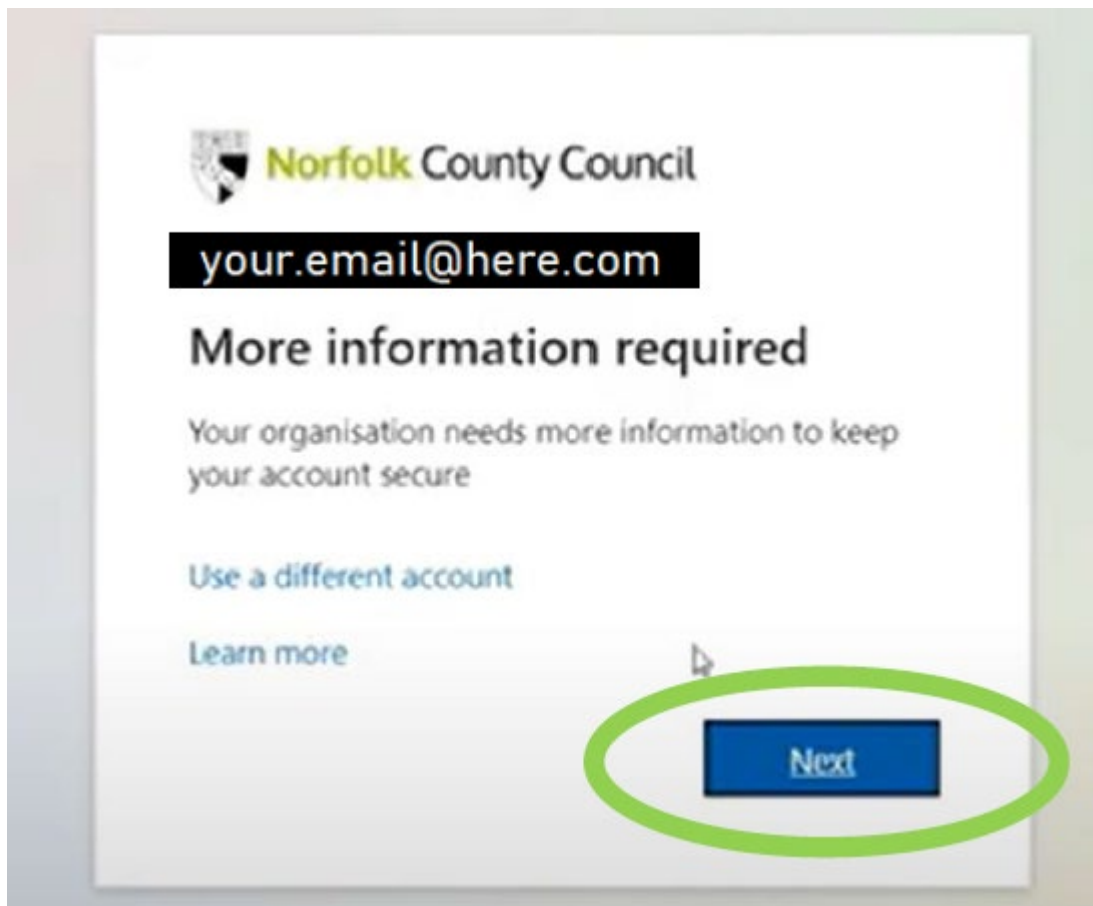 Norfolk County Council
your.email@here.com
More information required
Your organisation needs more information to keep
your account secure
Use a different account
Learn more
Next